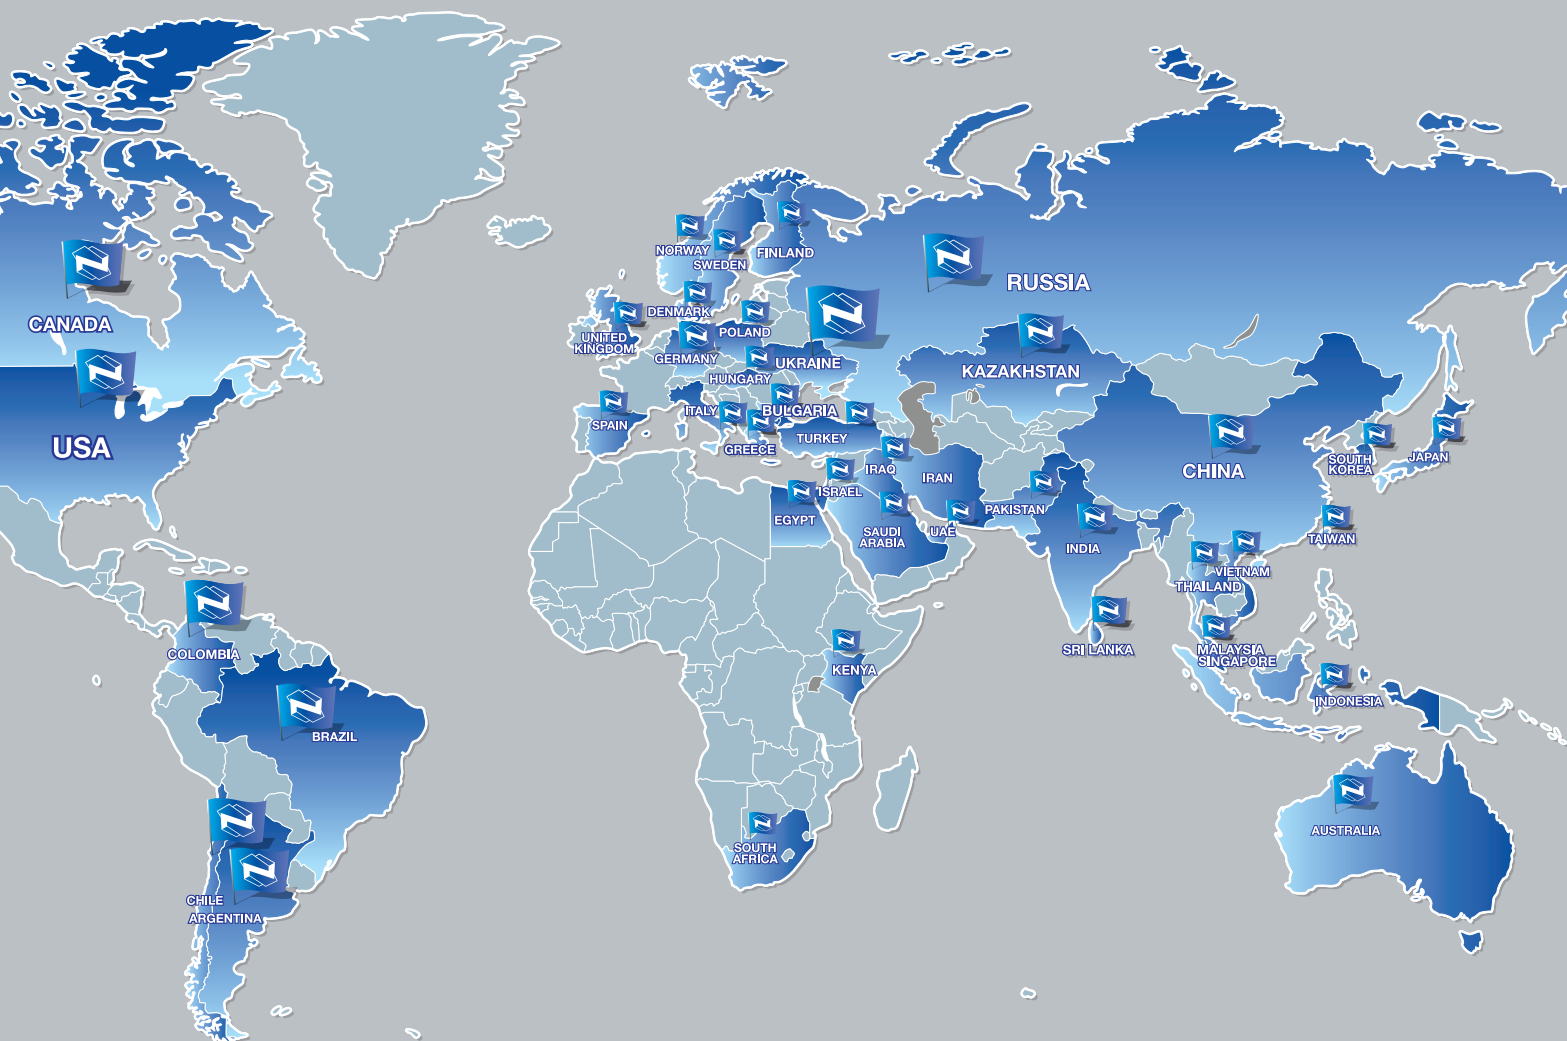 NORWAY
SWEDEN
FINLAND
RUSSIA
CANADA
DENMARK
UNITED
KINGDOM
POLAND
GERMANY
UKRAINE
HUNGARY
KAZAKHSTAN
USA
SPAIN
ITALY
BULGARIA
TURKEY
GREECE
IRAQ
IRAN
ISRAEL
EGYPT
SAUDI
ARABIA
UAE
PAKISTAN
INDIA
CHINA
SOUTH
KOREA
JAPAN
TAIWAN
VIETNAM
THAILAND
SRI LANKA
MALAYSIA
SINGAPORE
INDONESIA
COLOMBIA
BRAZIL
KENYA
SOUTH
AFRICA
AUSTRALIA
CHILE
ARGENTINA